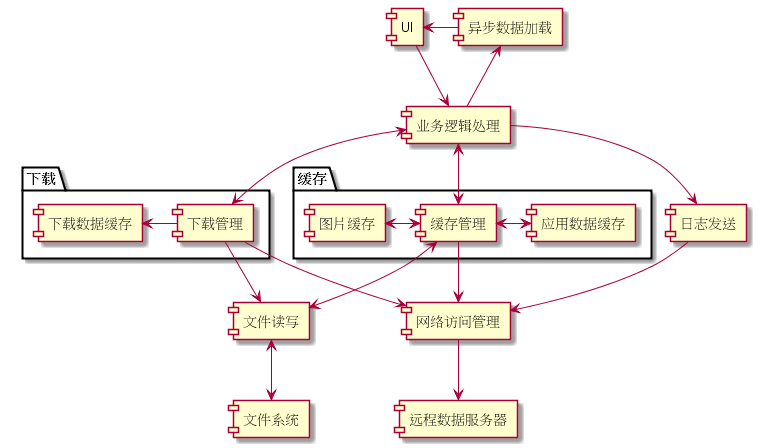 UI
异步数据加载
业务逻辑处理
下载
缓存
下载数据缓存
下载管理
图片缓存
缓存管理
应用数据缓存
日志发送
文件读写
网络访问管理
文件系统
远程数据服务器